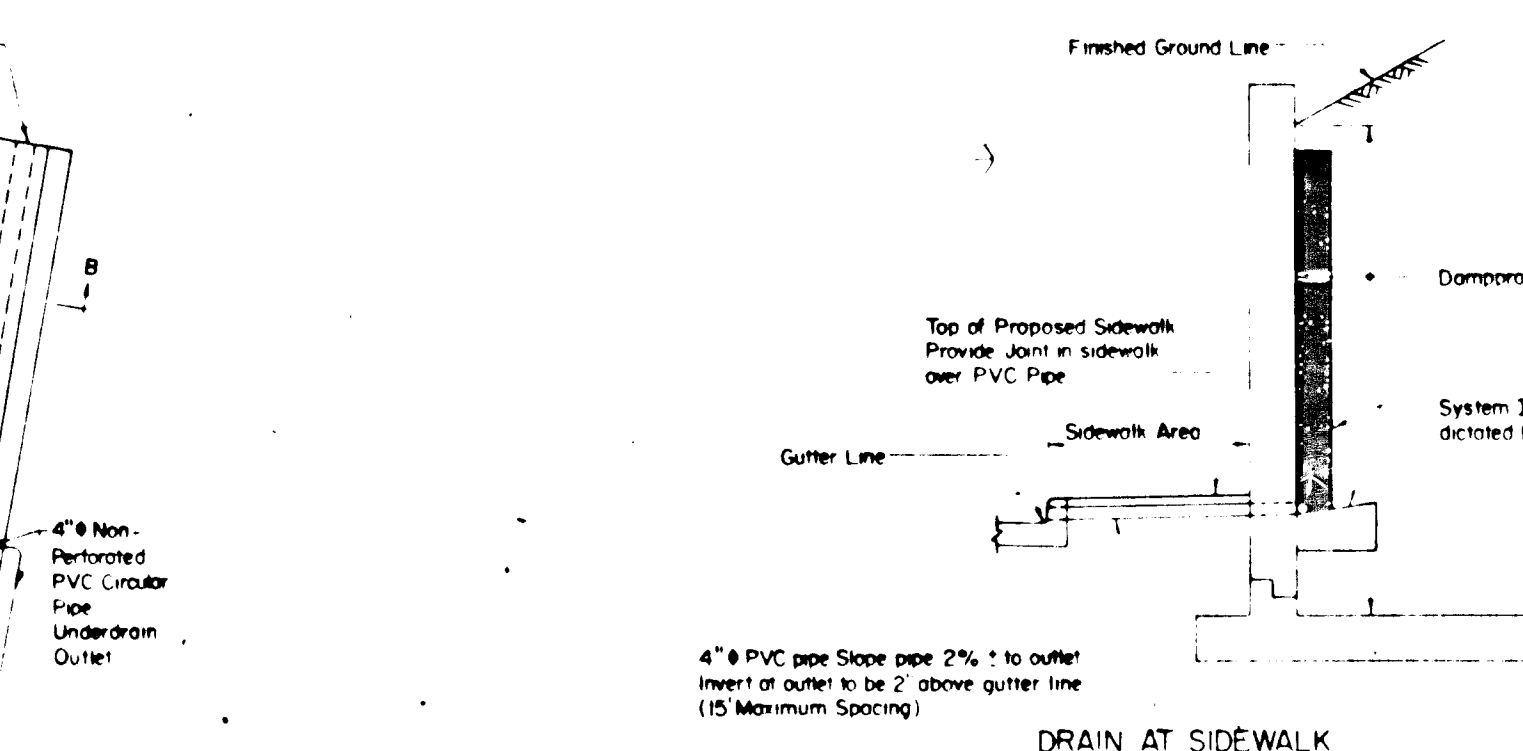 Finished Ground Line
B
Damppro
Top of Proposed Sidewalk
Provide Joint in sidewalk
over PVC Pipe
System I
dictated
Sidewalk Area
Gutter Line
4"ϕ Non-
Perforated
PVC Circular
Pipe
Underdrain
Outlet
4"ϕ PVC pipe Slope pipe 2% ± to outlet
Invert at outlet to be 2" above gutter line
(15' Maximum Spacing)
DRAIN AT SIDEWALK